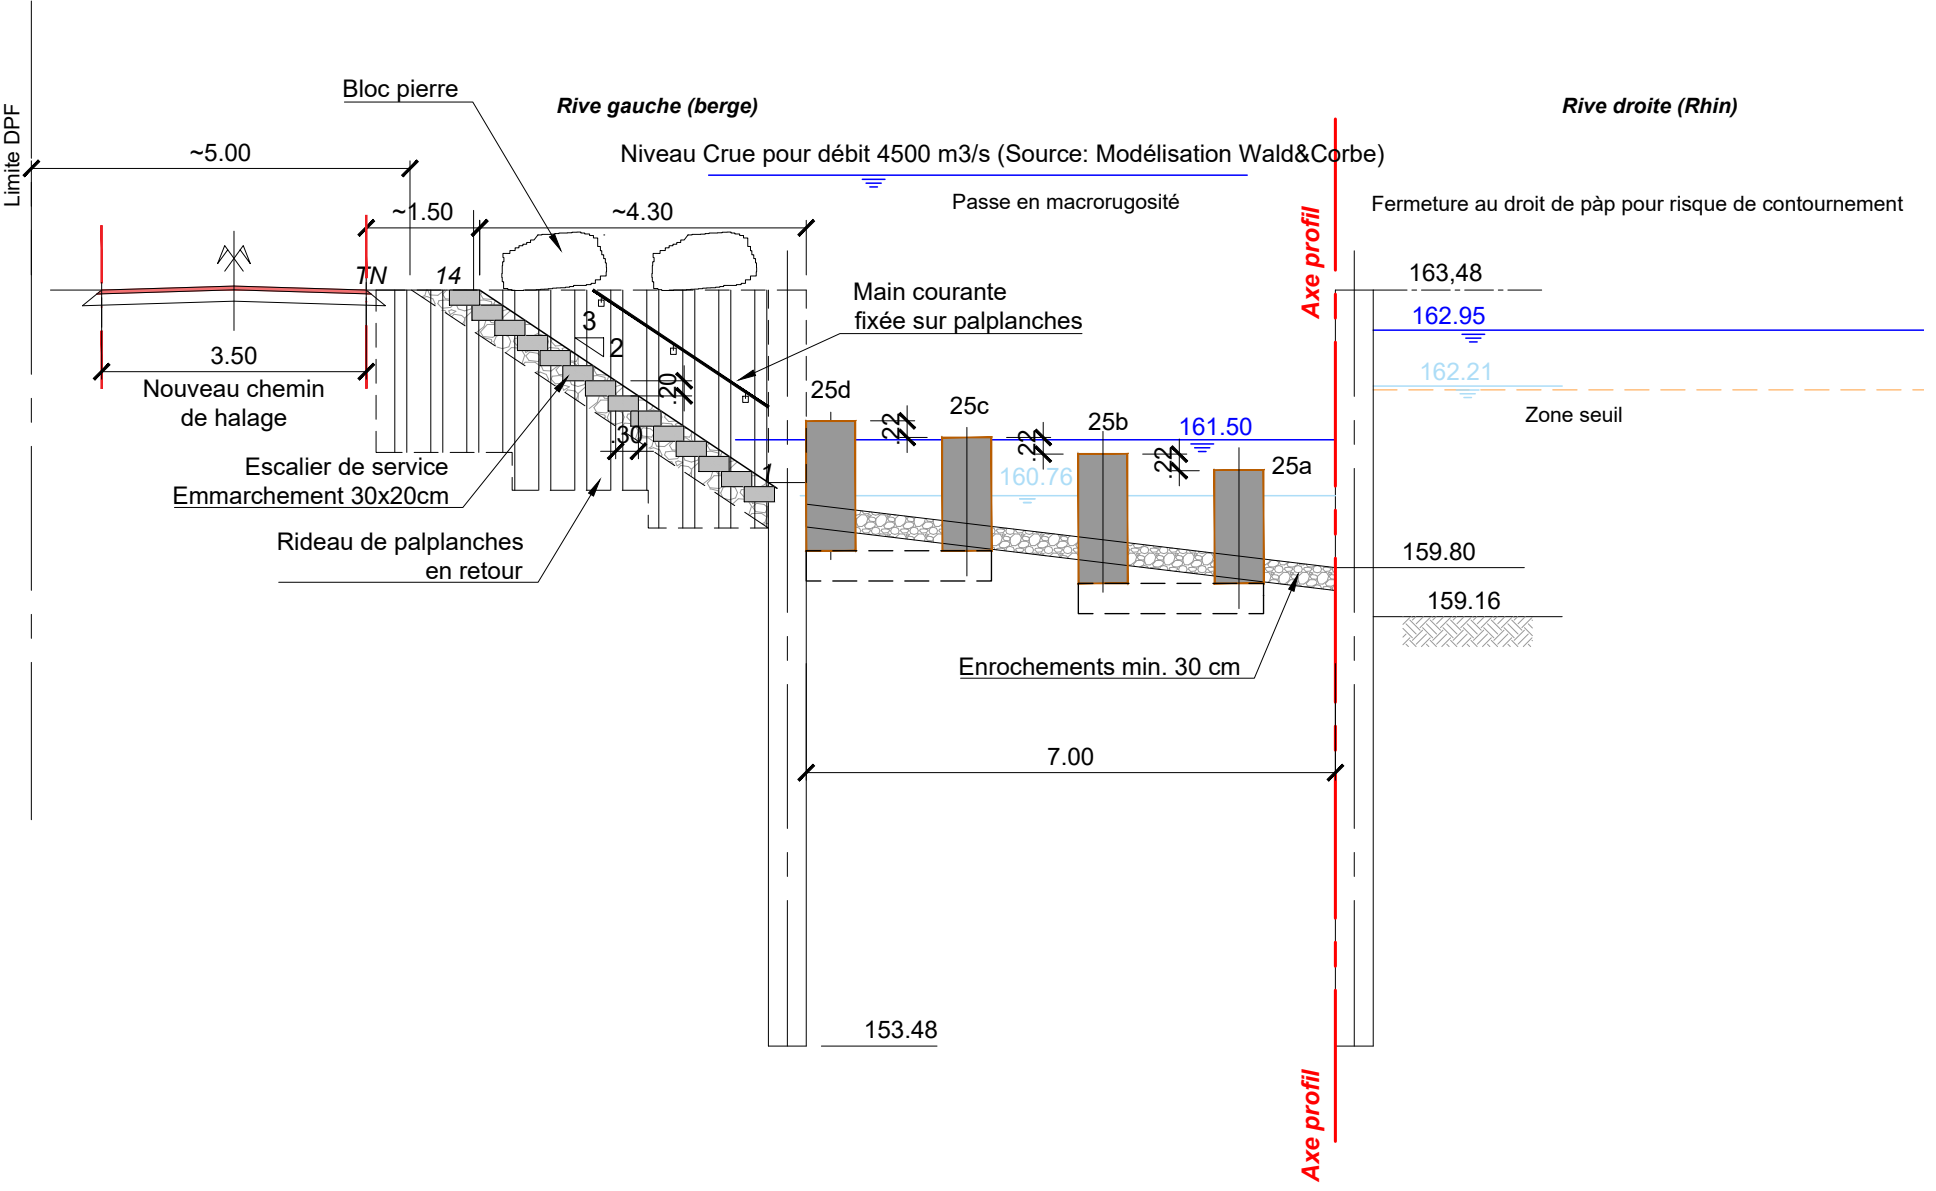 Limite DPF
Bloc pierre
Rive gauche (berge)
Rive droite (Rhin)
~5.00
Niveau Crue pour débit 4500 m3/s (Source: Modélisation Wald&Corbe)
Passe en macrorugosité
Fermeture au droit de pàp pour risque de contournement
~1.50
~4.30
Axe profil
TN
14
163,48
162.95
162.21
Zone seuil
Main courante
fixée sur palplanches
3
2
3.50
Nouveau chemin
de halage
.20
.30
25d
25c
25b
25a
.22
.22
.22
161.50
160.76
1
Escalier de service
Emmarchement 30x20cm
Rideau de palplanches
en retour
159.80
159.16
Enrochements min. 30 cm
7.00
153.48
Axe profil